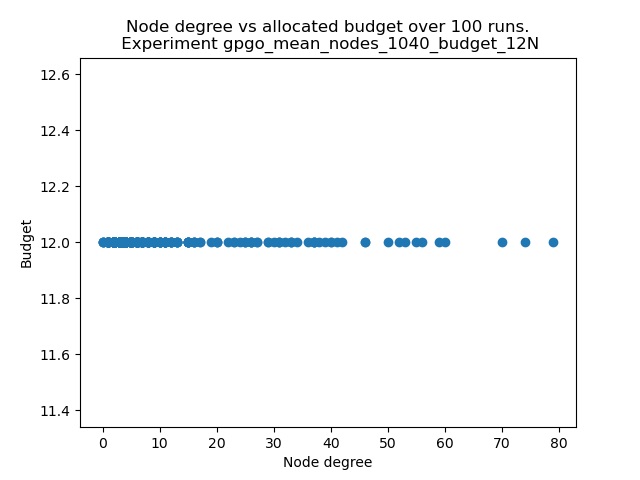 Node degree vs allocated budget over 100 runs.
Experiment gpgo_mean_nodes_1040_budget_12N
12.6
12.4
12.2
12.0
11.8
11.6
11.4
Budget
0 10 20 30 40 50 60 70 80
Node degree